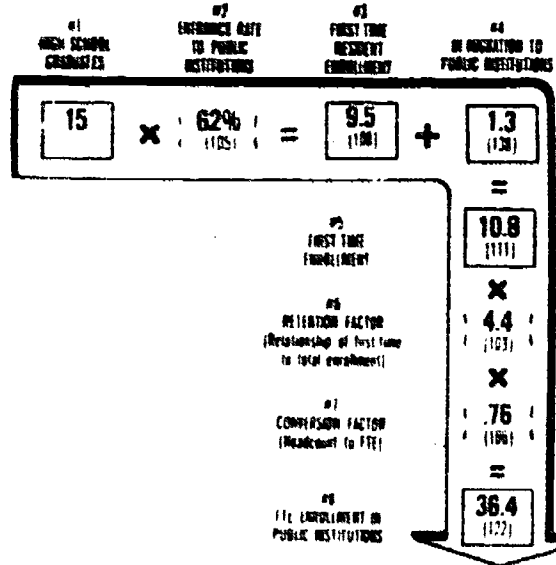 #1
HIGH SCHOOL
GRADUATES
#2
ENTRANCE RATE
TO PUBLIC
INSTITUTIONS
#3
FIRST TIME
RESIDENT
ENROLLMENT
#4
IN MIGRATION TO
PUBLIC INSTITUTIONS
15
× 62% =
(105)
9.5
(108)
+
1.3
(138)
=
#5
FIRST TIME
ENROLLMENT
10.8
(111)
×
#6
RETENTION FACTOR
(Relationship of first time
to total enrollment)
4.4
(103)
×
#7
CONVERSION FACTOR
(Headcount to FTE)
.76
(106)
=
#8
FTE ENROLLMENT IN
PUBLIC INSTITUTIONS
36.4
(122)